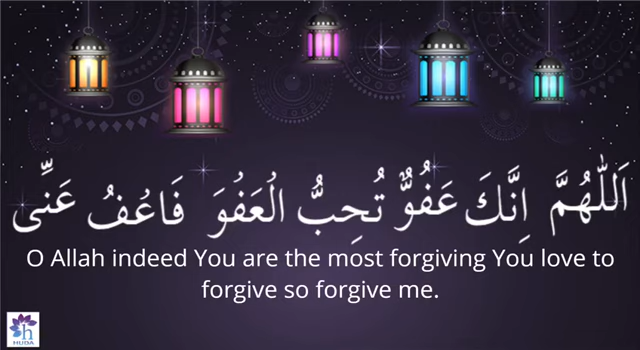 اَللّٰهُمَّ اِنَّكَ عَفُوٌّ تُحِبُّ الْعَفْوَ فَاعْفُ عَنِّى
O Allah indeed You are the most forgiving You love to
forgive so forgive me.
h
HUDA